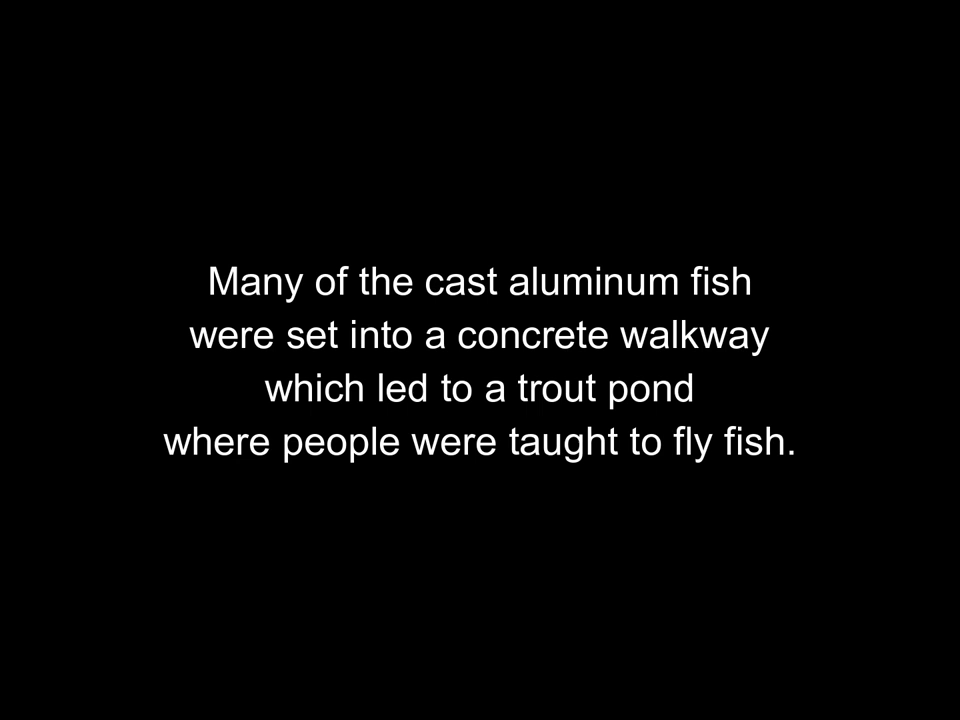 Many of the cast aluminum fish
were set into a concrete walkway
which led to a trout pond
where people were taught to fly fish.